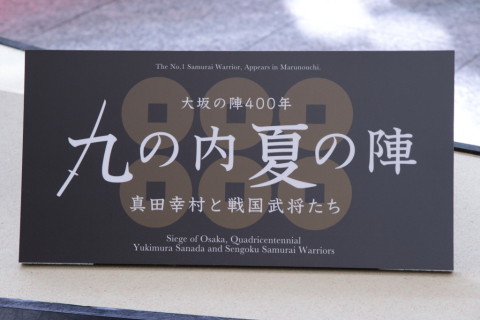 The No.1 Samurai Warrior, Appears in Marunouchi.
大坂の陣400年
九の内夏の陣
真田幸村と戦国武将たち
Siege of Osaka, Quadricentennial
Yukimura Sanada and Sengoku Samurai Warriors